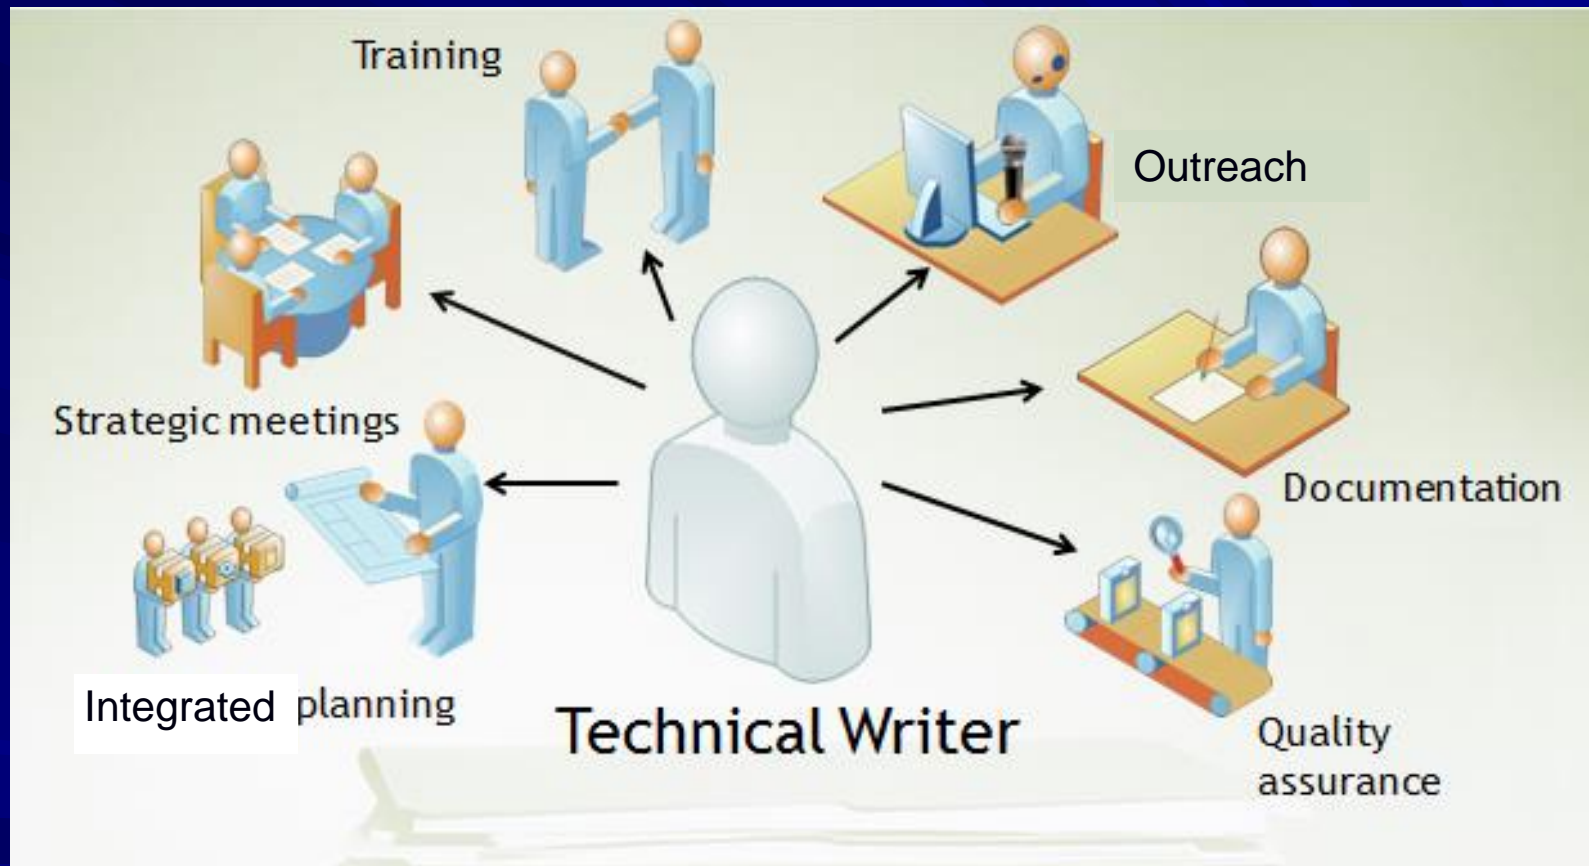 Training
Outreach
Strategic meetings
Documentation
Integrated planning
Technical Writer
Quality
assurance